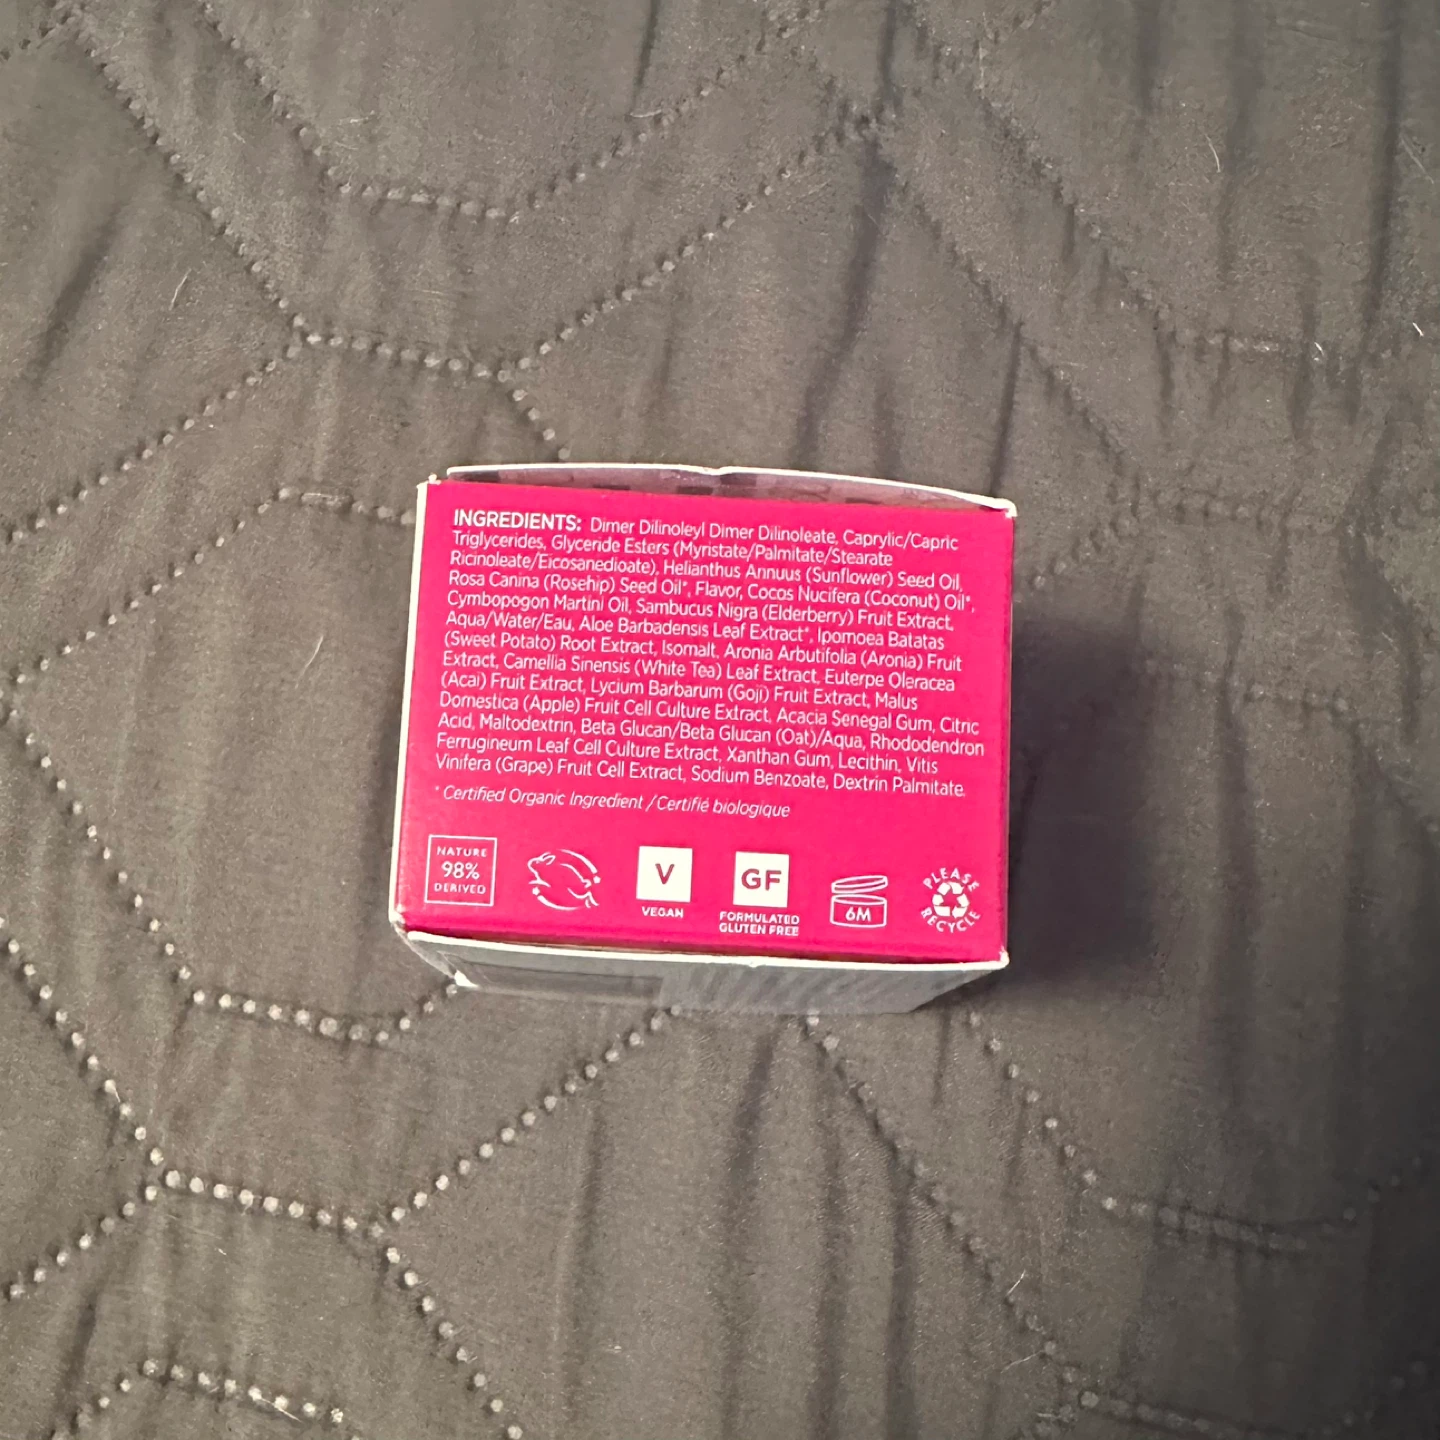 INGREDIENTS: Dimer Dilinoleyl Dimer Dilinoleate, Caprylic/Capric
Triglycerides, Glyceride Esters (Myristate/Palmitate/Stearate
Ricinoleate/Eicosanedioate), Helianthus Annuus (Sunflower) Seed Oil,
Rosa Canina (Rosehip) Seed Oil*, Flavor, Cocos Nucifera (Coconut) Oil*,
Cymbopogon Martini Oil, Sambucus Nigra (Elderberry) Fruit Extract,
Aqua/Water/Eau, Aloe Barbadensis Leaf Extract*, Ipomoea Batatas
(Sweet Potato) Root Extract, Isomalt, Aronia Arbutifolia (Aronia) Fruit
Extract, Camellia Sinensis (White Tea) Leaf Extract, Euterpe Oleracea
(Acai) Fruit Extract, Lycium Barbarum (Goji) Fruit Extract, Malus
Domestica (Apple) Fruit Cell Culture Extract, Acacia Senegal Gum, Citric
Acid, Maltodextrin, Beta Glucan/Beta Glucan (Oat)/Aqua, Rhododendron
Ferrugineum Leaf Cell Culture Extract, Xanthan Gum, Lecithin, Vitis
Vinifera (Grape) Fruit Cell Extract, Sodium Benzoate, Dextrin Palmitate.
* Certified Organic Ingredient / Certifié biologique
NATURE
98%
DERIVED
V
VEGAN
GF
FORMULATED
GLUTEN FREE
6M
PLEASE
RECYCLE